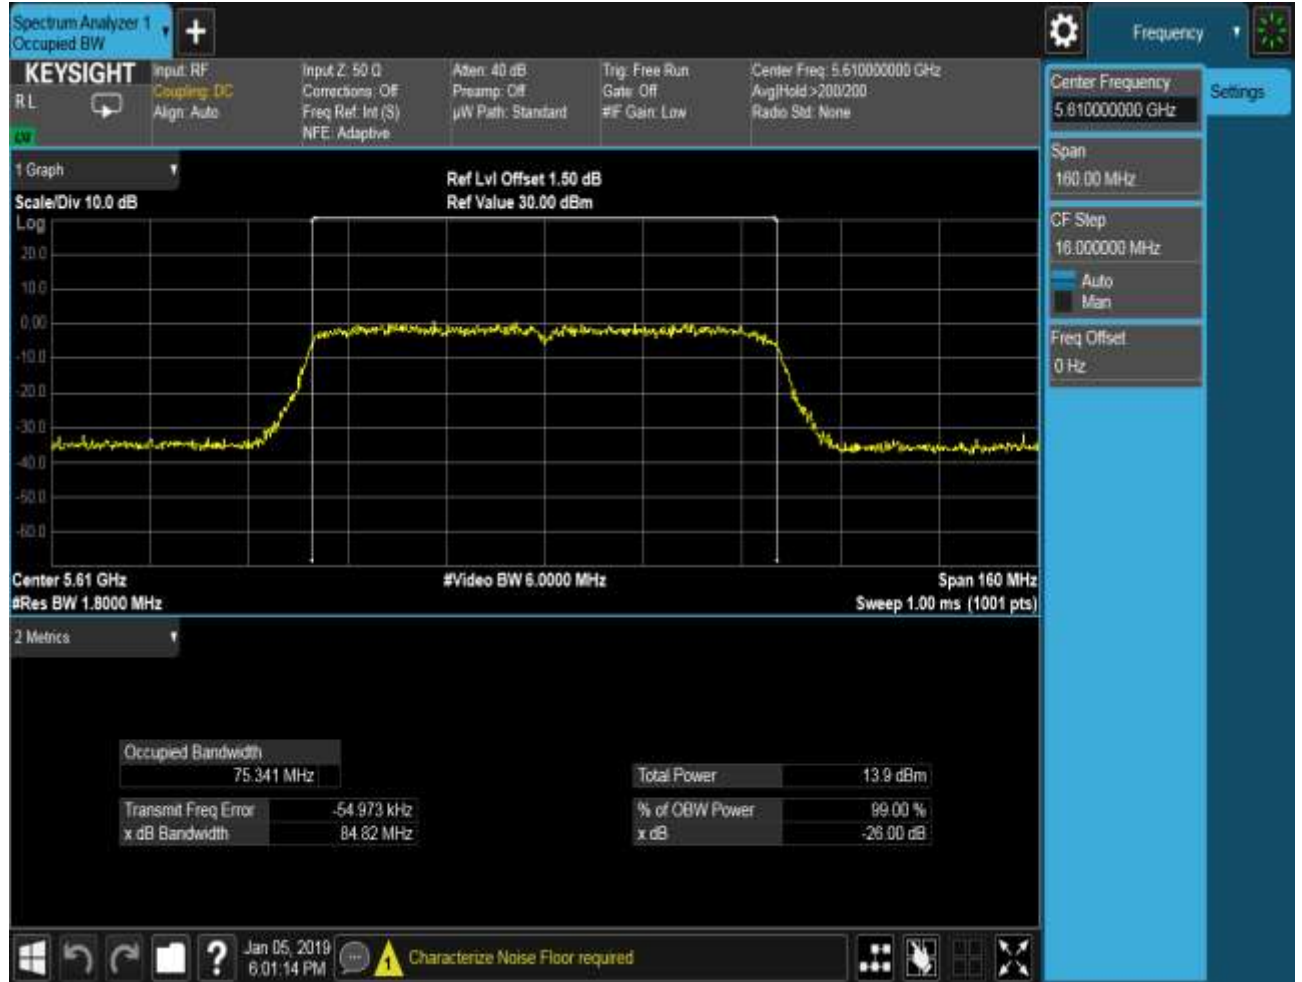 Spectrum Analyzer 1
Occupied BW
Frequency
KEYSIGHT
R L
Input: RF
Coupling: DC
Align: Auto
Input Z: 50 Ω
Corrections: Off
Freq Ref: Int (S)
NFE: Adaptive
Atten: 40 dB
Preamp: Off
µW Path: Standard
Trig: Free Run
Gate: Off
#IF Gain: Low
Center Freq: 5.610000000 GHz
Avg|Hold:>200/200
Radio Std: None
Center Frequency
5.610000000 GHz
Settings
Span
160.00 MHz
CF Step
16.000000 MHz
Auto
Man
Freq Offset
0 Hz
1 Graph
Scale/Div 10.0 dB
Ref Lvl Offset 1.50 dB
Ref Value 30.00 dBm
Log
20.0
10.0
0.00
-10.0
-20.0
-30.0
-40.0
-50.0
-60.0
Center 5.61 GHz
#Video BW 6.0000 MHz
Span 160 MHz
#Res BW 1.8000 MHz
Sweep 1.00 ms (1001 pts)
2 Metrics
Occupied Bandwidth
75.341 MHz
Total Power 13.9 dBm
Transmit Freq Error -54.973 kHz
% of OBW Power 99.00 %
x dB Bandwidth 84.82 MHz
x dB -26.00 dB
Jan 05, 2019
6:01:14 PM
1
Characterize Noise Floor required